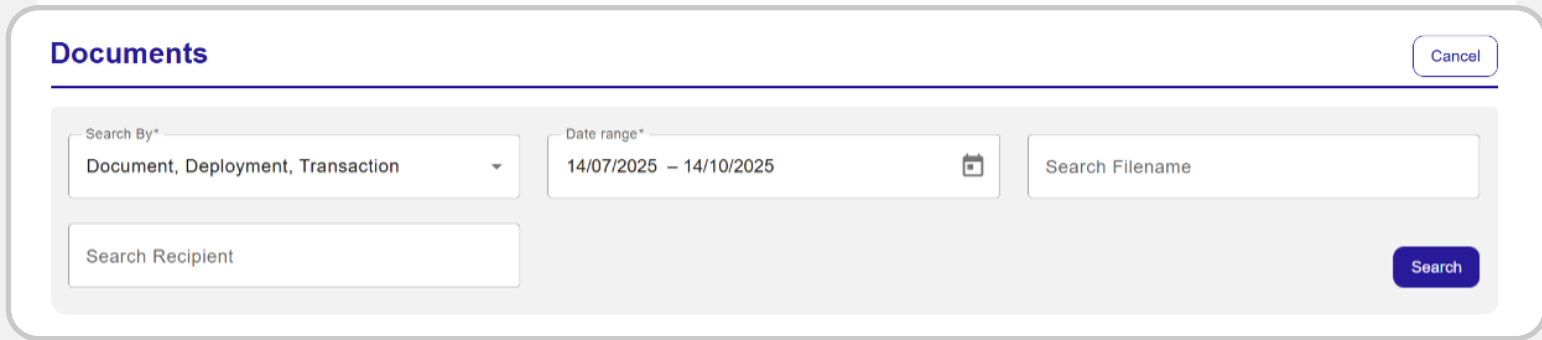 Documents
Cancel
Search By*
Document, Deployment, Transaction
Date range*
14/07/2025 – 14/10/2025
Search Filename
Search Recipient
Search